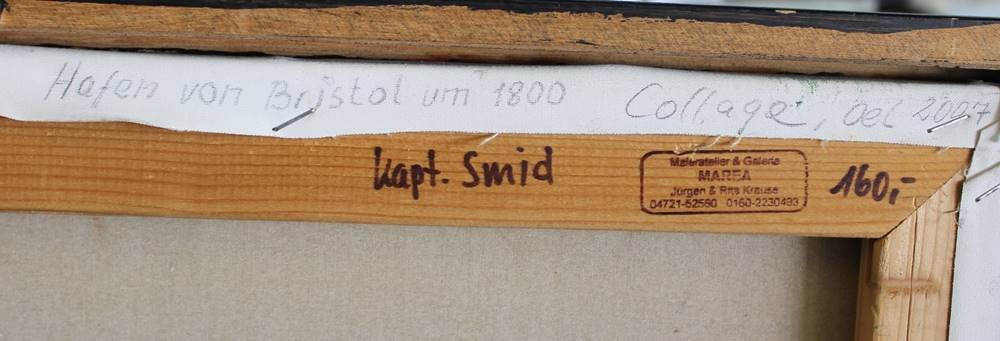 Hafen von Bristol um 1800 Collage, oel 2007
Kapt. Smid
Maleratelier & Galerie
MAREA
Jürgen & Rita Krause
04721-52560 0160-2230493
160,-